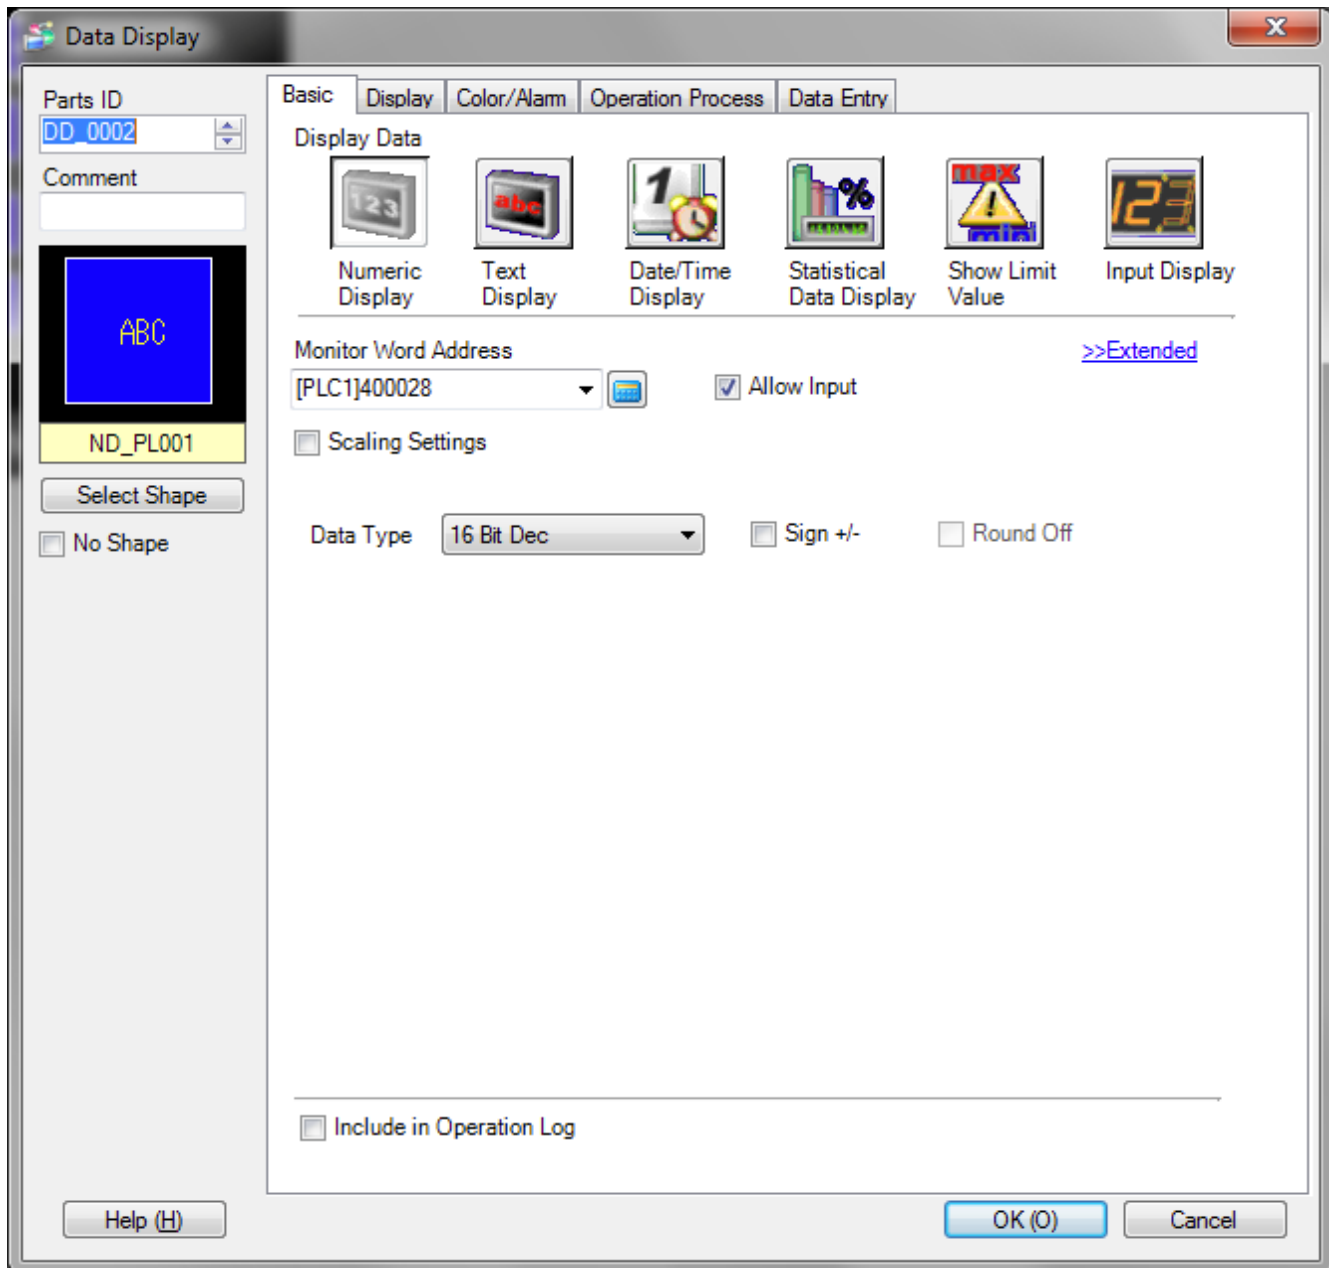 Data Display
Parts ID
DD_0002
Comment
ABC
ND_PL001
Select Shape
No Shape
Basic
Display
Color/Alarm
Operation Process
Data Entry
Display Data
123
abc
1
%
max
mini
123
Numeric
Display
Text
Display
Date/Time
Display
Statistical
Data Display
Show Limit
Value
Input Display
Monitor Word Address
>>Extended
[PLC1]400028
Allow Input
Scaling Settings
Data Type
16 Bit Dec
Sign +/-
Round Off
Include in Operation Log
Help (H)
OK (O)
Cancel